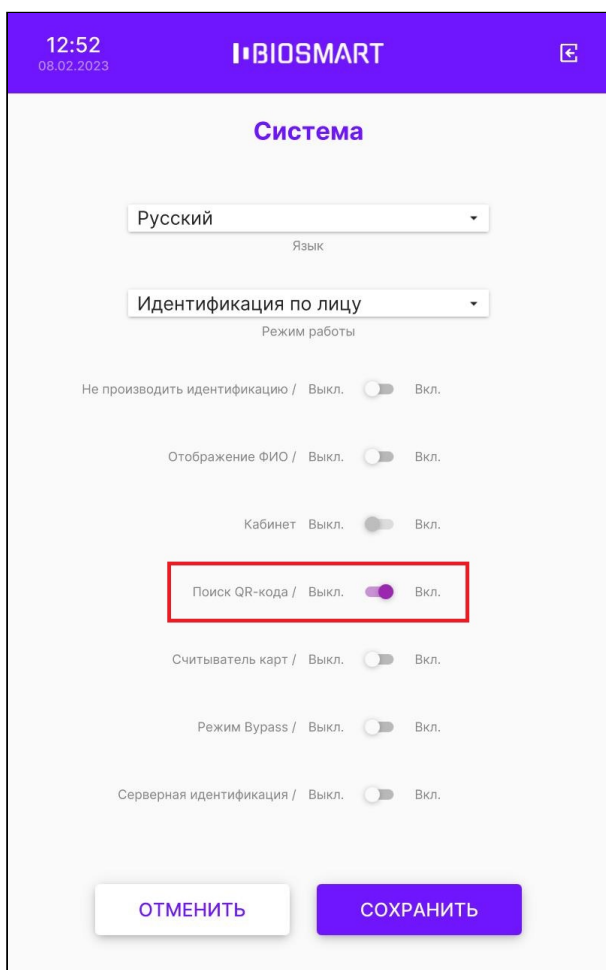 12:52
08.02.2023
BIOSMART
Система
Русский
Язык
Идентификация по лицу
Режим работы
Не производить идентификацию / Выкл. Вкл.
Отображение ФИО / Выкл. Вкл.
Кабинет Выкл. Вкл.
Поиск QR-кода / Выкл. Вкл.
Считыватель карт / Выкл. Вкл.
Режим Bypass / Выкл. Вкл.
Серверная идентификация / Выкл. Вкл.
ОТМЕНИТЬ СОХРАНИТЬ